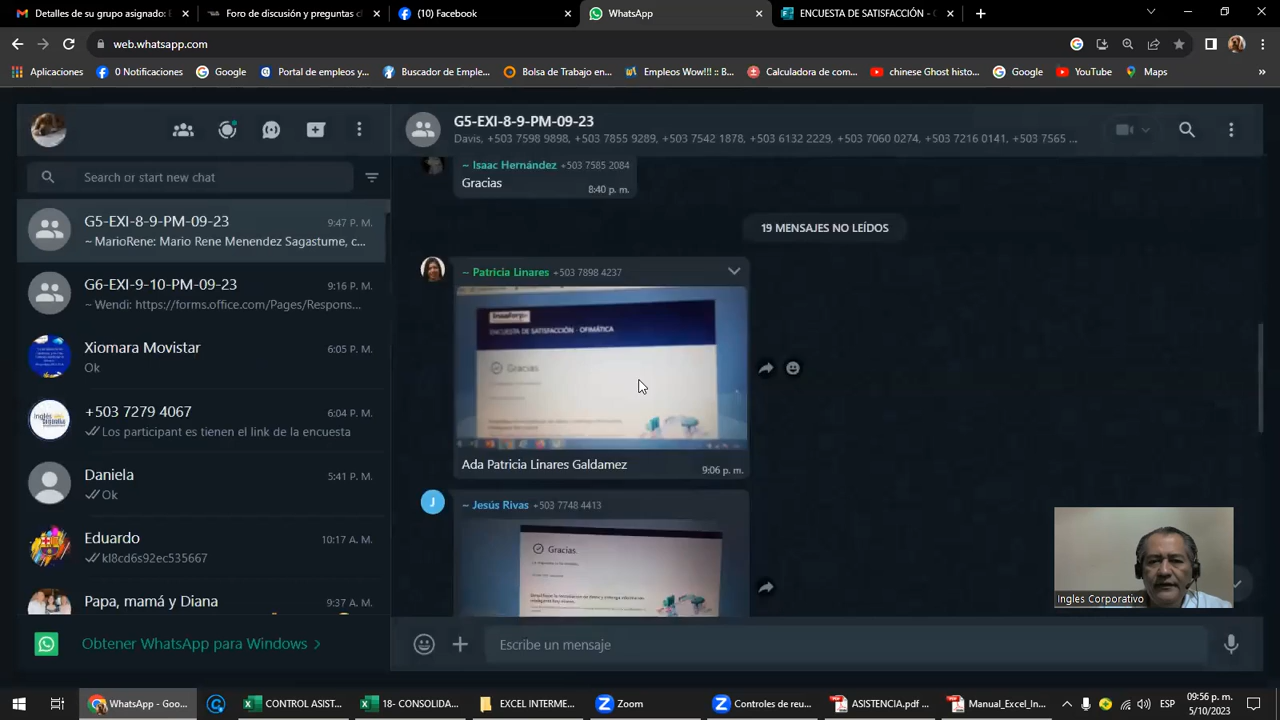 Detalles de su grupo asignado: E
Foro de discusión y preguntas c
(10) Facebook
WhatsApp
ENCUESTA DE SATISFACCIÓN -
web.whatsapp.com
Aplicaciones
0 Notificaciones
Google
Portal de empleos y...
Buscador de Emple...
Bolsa de Trabajo en...
Empleos Wow!!! :: B...
Calculadora de com...
chinese Ghost histo...
Google
YouTube
Maps
G5-EXI-8-9-PM-09-23
Davis, +503 7598 9898, +503 7855 9289, +503 7542 1878, +503 6132 2229, +503 7060 0274, +503 7216 0141, +503 7565 ...
Search or start new chat
G5-EXI-8-9-PM-09-23
9:47 P. M.
~ MarioRene: Mario Rene Menendez Sagastume, c...
G6-EXI-9-10-PM-09-23
9:16 P. M.
~ Wendi: https://forms.office.com/Pages/Respons...
Xiomara Movistar
6:05 P. M.
Ok
+503 7279 4067
6:04 P. M.
Los participant es tienen el link de la encuesta
Daniela
5:41 P. M.
Ok
Eduardo
10:17 A. M.
kl8cd6s92ec535667
Papa, mamá y Diana
9:37 A. M.
Obtener WhatsApp para Windows
~ Isaac Hernández +503 7585 2084
Gracias
8:40 p. m.
19 MENSAJES NO LEÍDOS
~ Patricia Linares +503 7898 4237
Insaforp
ENCUESTA DE SATISFACCIÓN - OFIMÁTICA
Gracias
Ada Patricia Linares Galdamez
9:06 p. m.
J
~ Jesús Rivas +503 7748 4413
Gracias
Escribe un mensaje
Ingles Corporativo
WhatsApp - Goo...
CONTROL ASIST...
18- CONSOLIDA...
EXCEL INTERME...
Zoom
Controles de reu...
ASISTENCIA.pdf ...
Manual_Excel_In...
ESP
09:56 p. m.
5/10/2023